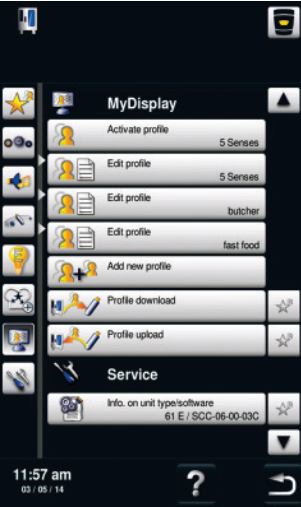 MyDisplay
Activate profile
5 Senses
Edit profile
5 Senses
Edit profile
butcher
Edit profile
fast food
Add new profile
Profile download
Profile upload
Service
Info. on unit type/software
61 E / SCC-06-00-03C
11:57 am
03 / 05 / 14
?